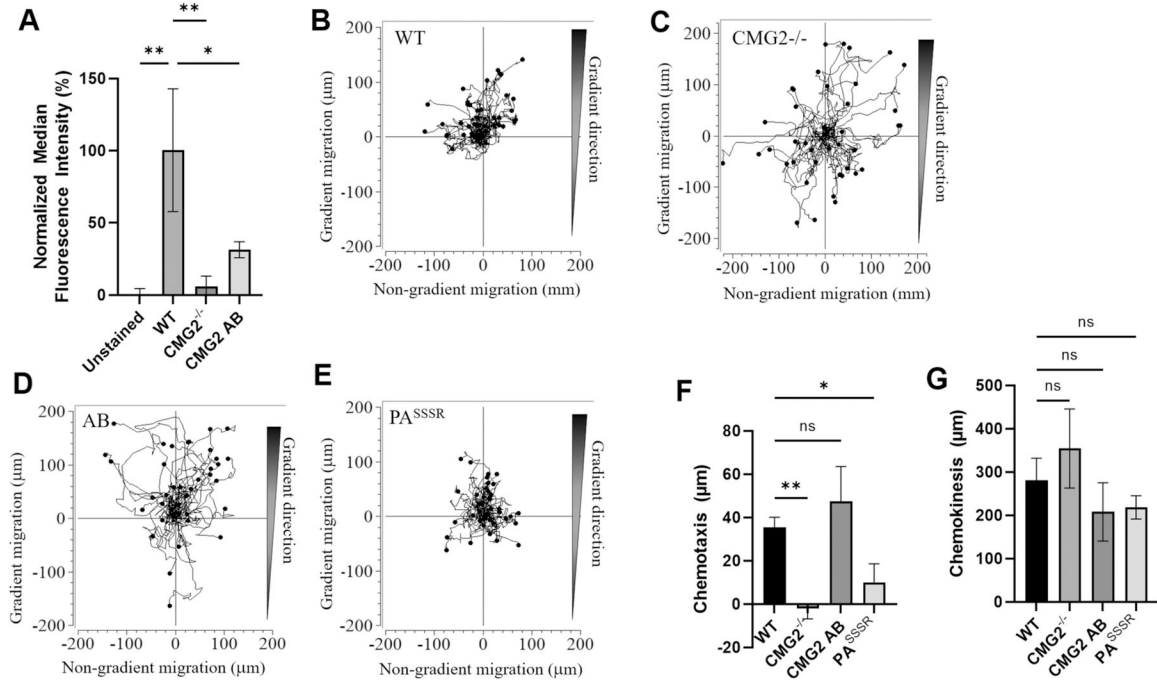 A
**
**
*
Normalized Median
Fluorescence Intensity (%)
150
100
50
0
Unstained
WT
CMG2-/-
CMG2 AB
B
WT
Gradient migration (µm)
200
100
0
-100
-200
-200 -100 0 100 200
Non-gradient migration (mm)
Gradient direction
C
CMG2-/-
Gradient migration (µm)
200
100
0
-100
-200
-200 -100 0 100 200
Non-gradient migration (mm)
Gradient direction
D
AB
Gradient migration (µm)
200
100
0
-100
-200
-200 -100 0 100 200
Non-gradient migration (µm)
Gradient direction
E
PASSSR
Gradient migration (µm)
200
100
0
-100
-200
-200 -100 0 100 200
Non-gradient migration (µm)
Gradient direction
F
*
ns
**
Chemotaxis (µm)
80
60
40
20
0
-20
WT
CMG2-/-
CMG2 AB
PASSSR
G
ns
ns
ns
Chemokinesis (µm)
500
400
300
200
100
0
WT
CMG2-/-
CMG2 AB
PASSSR